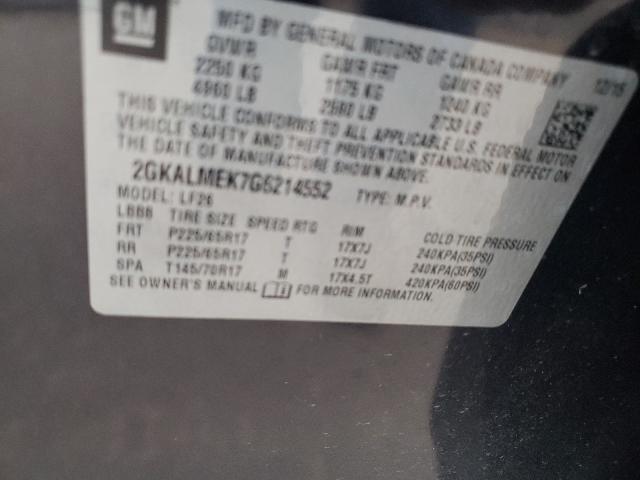 GM
MFD BY GENERAL MOTORS OF CANADA COMPANY 12/15
GVWR GAWR FRT GAWR RR
2250 KG 1175 KG 1240 KG
4960 LB 2590 LB 2733 LB
THIS VEHICLE CONFORMS TO ALL APPLICABLE U.S. FEDERAL MOTOR
VEHICLE SAFETY AND THEFT PREVENTION STANDARDS IN EFFECT ON
THE DATE OF MANUFACTURE SHOWN ABOVE.
2GKALMEK7G6214552 TYPE: M.P.V.
MODEL: LF26
LBBB TIRE SIZE SPEED RTG RIM COLD TIRE PRESSURE
FRT P225/65R17 T 17X7J 240KPA(35PSI)
RR P225/65R17 T 17X7J 240KPA(35PSI)
SPA T145/70R17 M 17X4.5T 420KPA(60PSI)
SEE OWNER'S MANUAL FOR MORE INFORMATION.